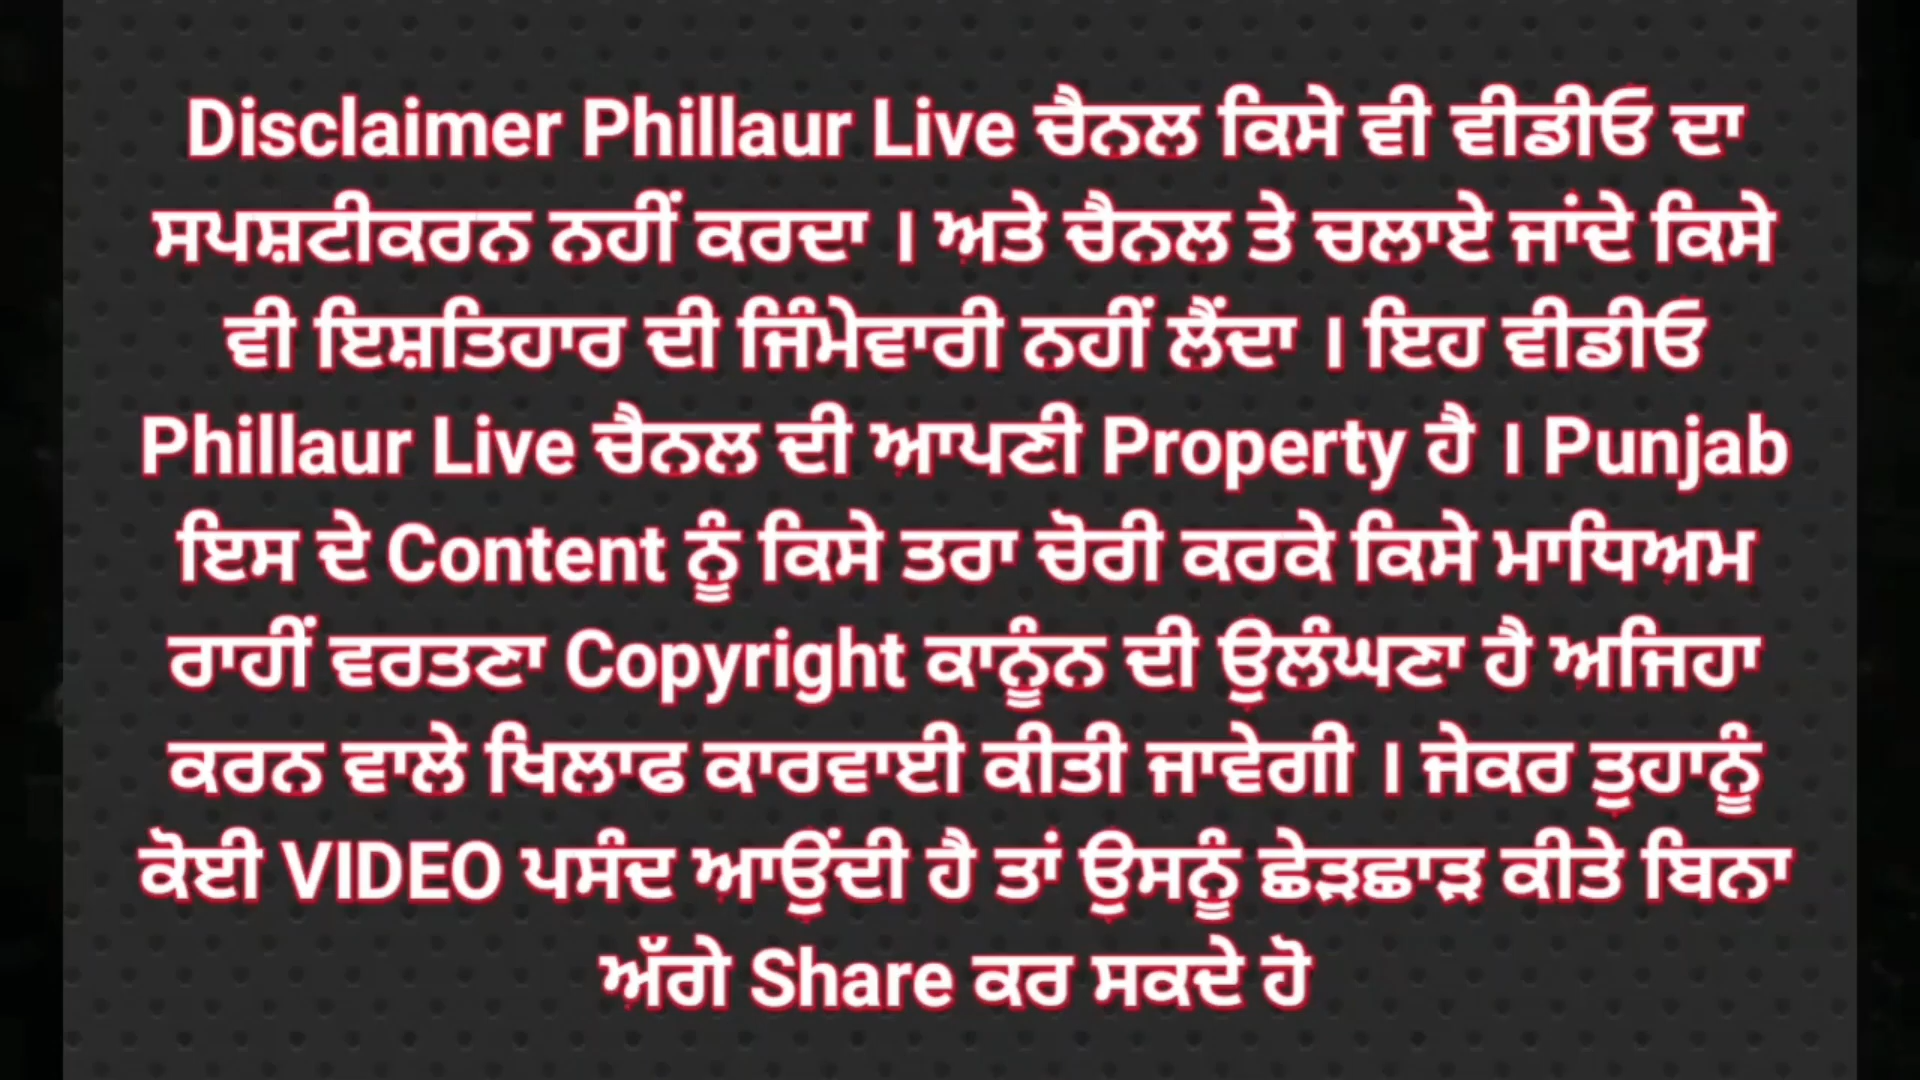 Disclaimer Phillaur Live ਚੈਨਲ ਕਿਸੇ ਵੀ ਵੀਡੀਓ ਦਾ
ਸਪਸ਼ਟੀਕਰਨ ਨਹੀਂ ਕਰਦਾ । ਅਤੇ ਚੈਨਲ ਤੇ ਚਲਾਏ ਜਾਂਦੇ ਕਿਸੇ
ਵੀ ਇਸ਼ਤਿਹਾਰ ਦੀ ਜਿੰਮੇਵਾਰੀ ਨਹੀਂ ਲੈਂਦਾ । ਇਹ ਵੀਡੀਓ
Phillaur Live ਚੈਨਲ ਦੀ ਆਪਣੀ Property ਹੈ । Punjab
ਇਸ ਦੇ Content ਨੂੰ ਕਿਸੇ ਤਰਾ ਚੋਰੀ ਕਰਕੇ ਕਿਸੇ ਮਾਧਿਅਮ
ਰਾਹੀਂ ਵਰਤਣਾ Copyright ਕਾਨੂੰਨ ਦੀ ਉਲੰਘਣਾ ਹੈ ਅਜਿਹਾ
ਕਰਨ ਵਾਲੇ ਖਿਲਾਫ ਕਾਰਵਾਈ ਕੀਤੀ ਜਾਵੇਗੀ । ਜੇਕਰ ਤੁਹਾਨੂੰ
ਕੋਈ VIDEO ਪਸੰਦ ਆਉਂਦੀ ਹੈ ਤਾਂ ਉਸਨੂੰ ਛੇੜਛਾੜ ਕੀਤੇ ਬਿਨਾ
ਅੱਗੇ Share ਕਰ ਸਕਦੇ ਹੋ